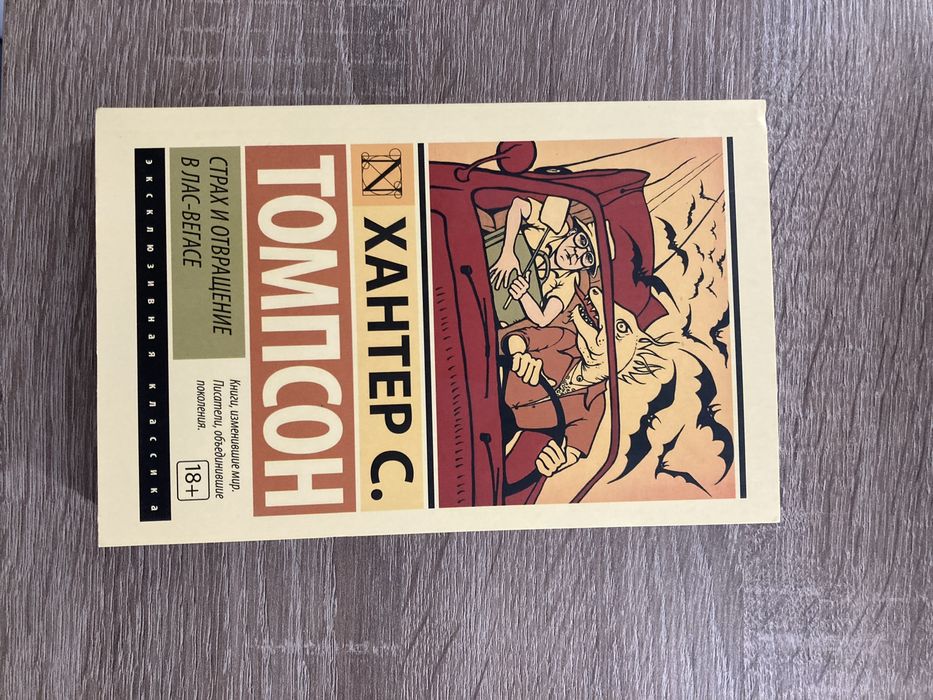 ХАНТЕР С.
ТОМПСОН
СТРАХ И ОТВРАЩЕНИЕ
В ЛАС-ВЕГАСЕ
Книги, изменившие мир.
Писатели, объединившие
поколения.
18+
ЭКСКЛЮЗИВНАЯ КЛАССИКА